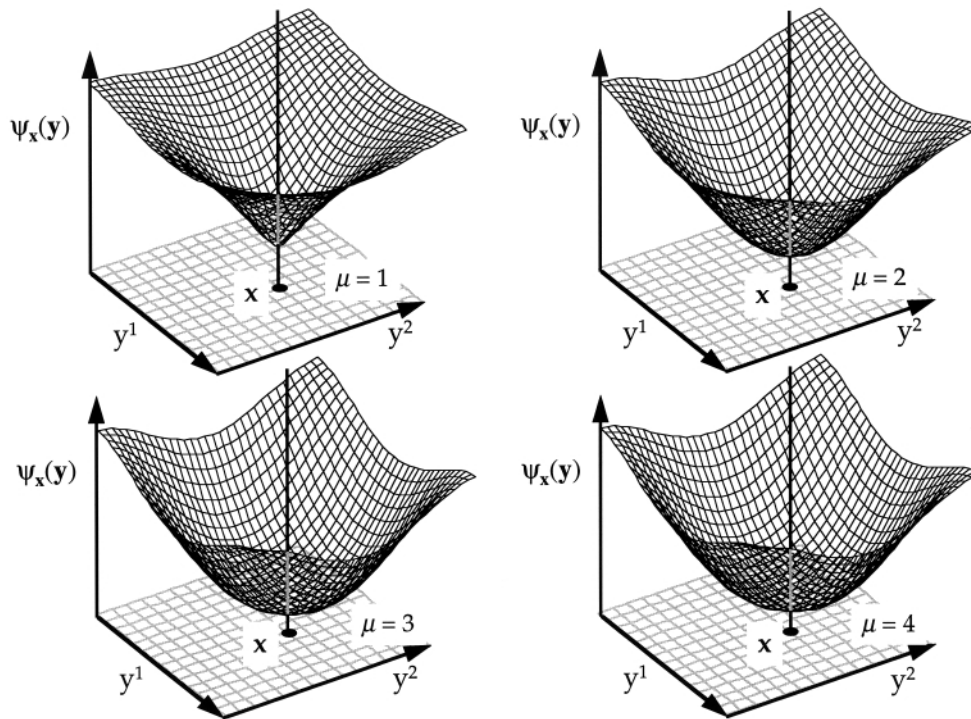 ψₓ(y)
x
μ = 1
y¹
y²
ψₓ(y)
x
μ = 2
y¹
y²
ψₓ(y)
x
μ = 3
y¹
y²
ψₓ(y)
x
μ = 4
y¹
y²